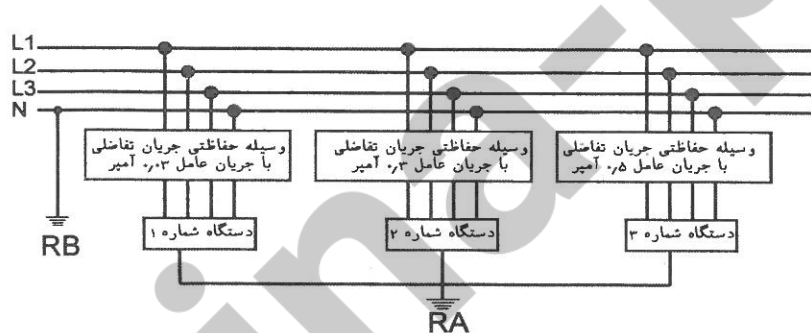 L1
L2
L3
N
وسیله حفاظتی جریان تفاضلی
با جریان عامل ۰٫۰۳ آمپر
وسیله حفاظتی جریان تفاضلی
با جریان عامل ۰٫۳ آمپر
وسیله حفاظتی جریان تفاضلی
با جریان عامل ۰٫۵ آمپر
دستگاه شماره ۱
دستگاه شماره ۲
دستگاه شماره ۳
RB
RA